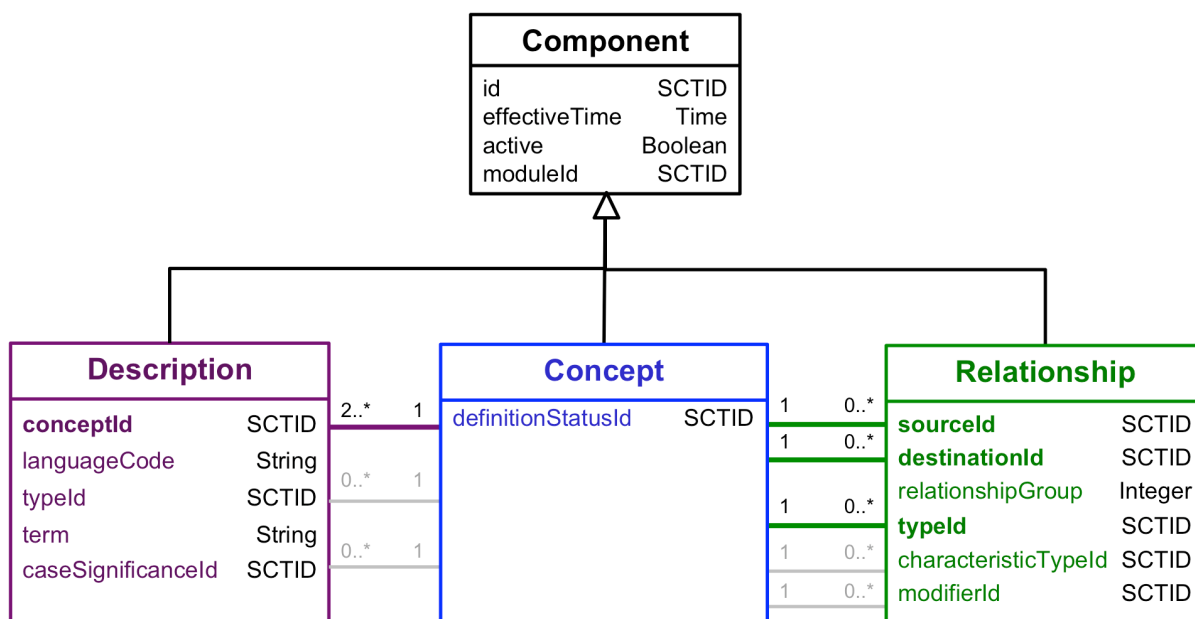 Component
id SCTID
effectiveTime Time
active Boolean
moduleId SCTID
Description
conceptId SCTID
languageCode String
typeId SCTID
term String
caseSignificanceId SCTID
2..* 1
0..* 1
0..* 1
Concept
definitionStatusId SCTID
1 0..*
1 0..*
1 0..*
1 0..*
1 0..*
Relationship
sourceId SCTID
destinationId SCTID
relationshipGroup Integer
typeId SCTID
characteristicTypeId SCTID
modifierId SCTID